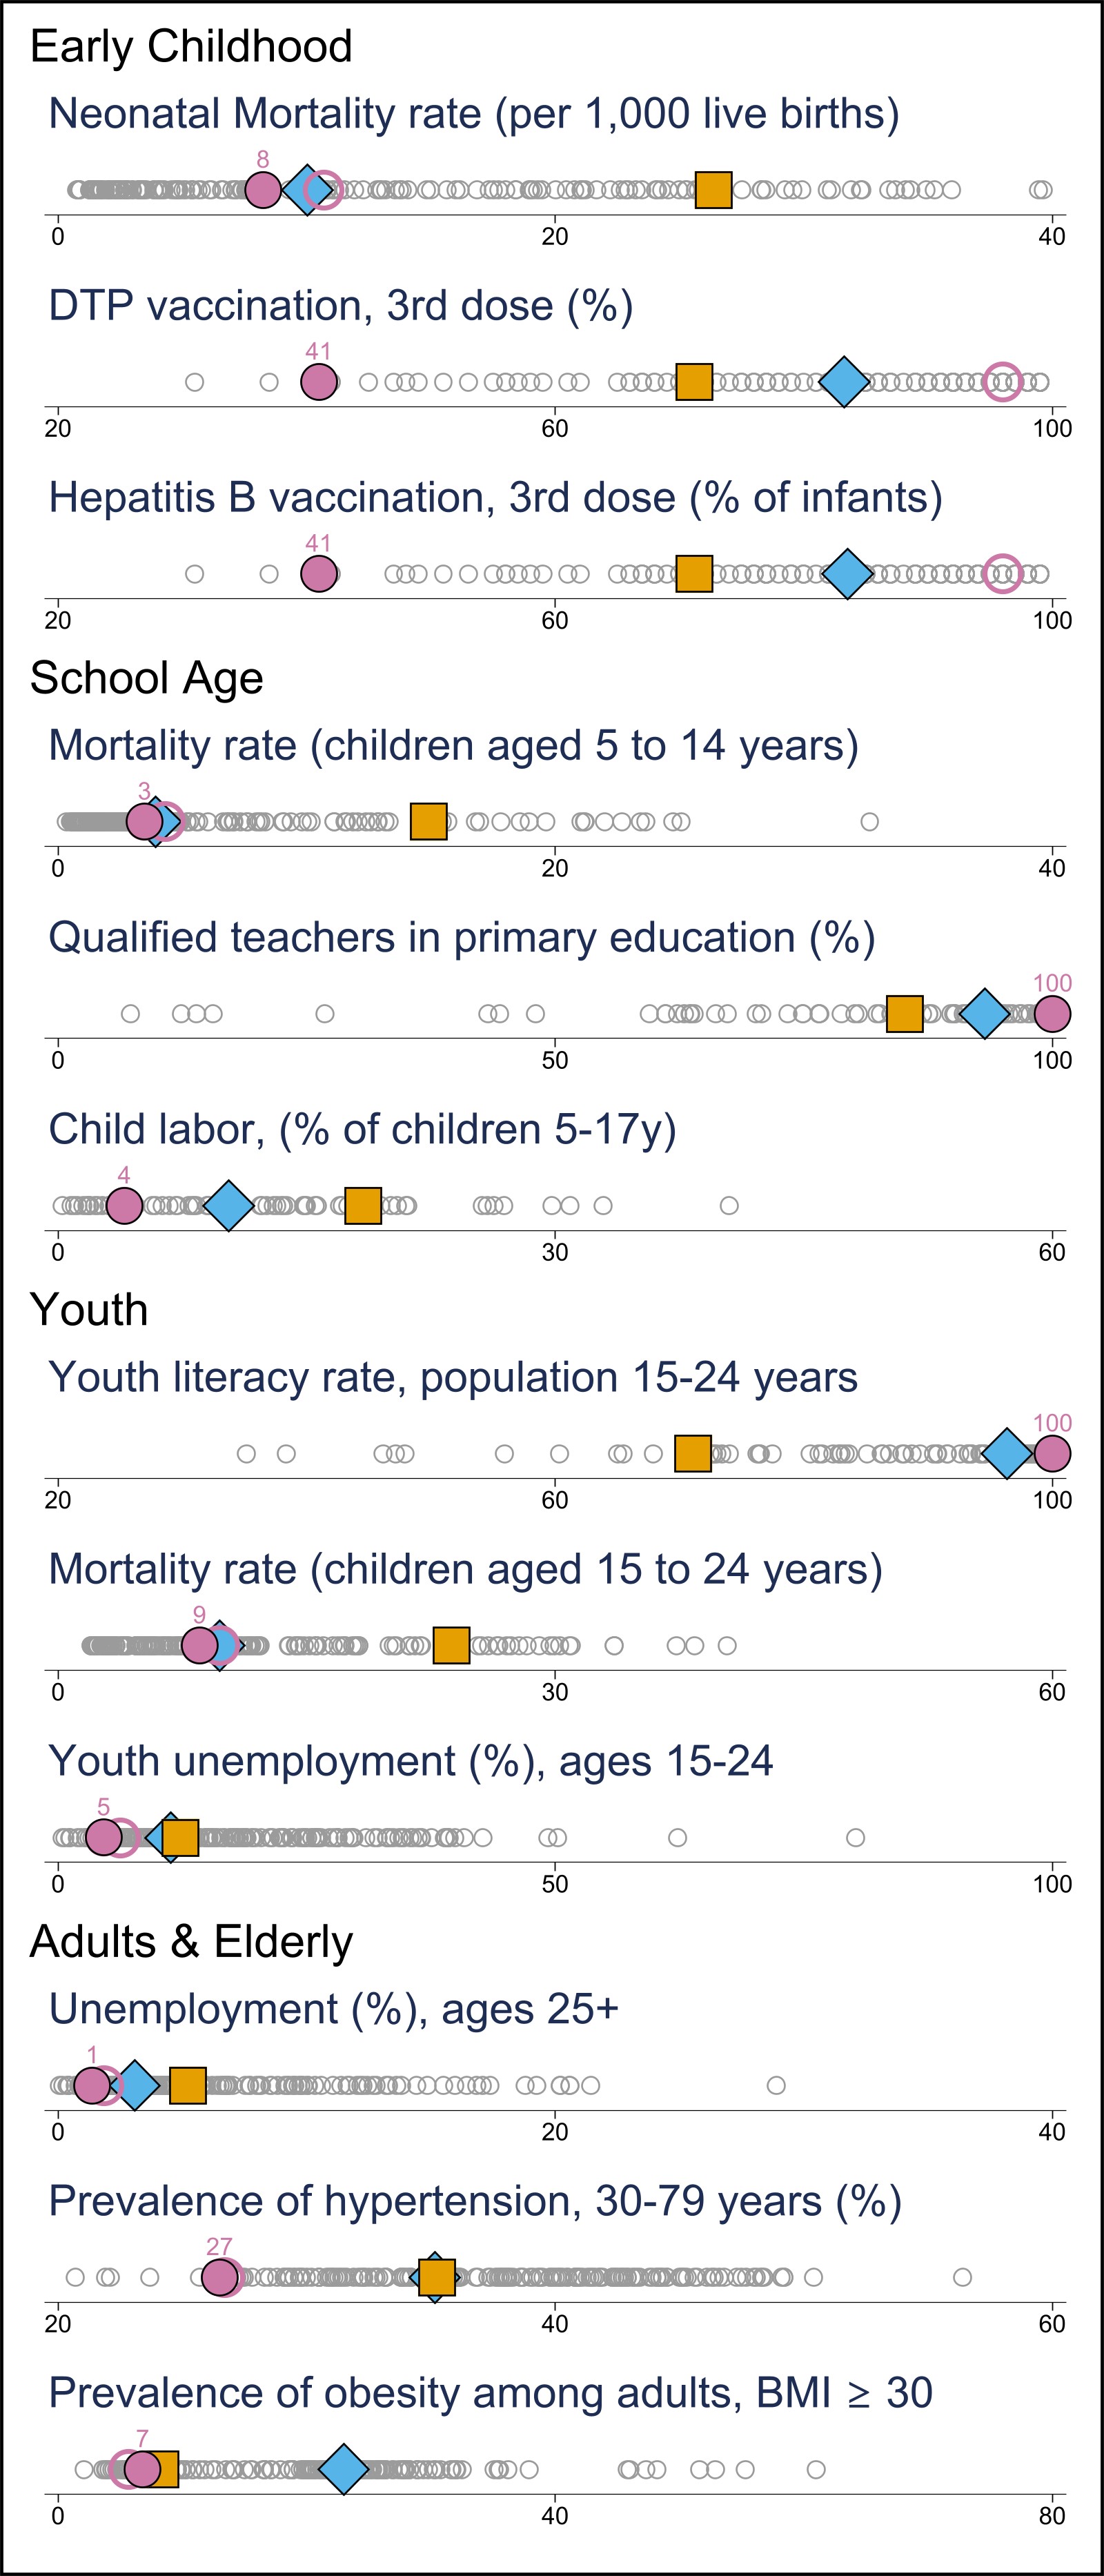 Early Childhood
Neonatal Mortality rate (per 1,000 live births)
8
0 20 40
DTP vaccination, 3rd dose (%)
41
20 60 100
Hepatitis B vaccination, 3rd dose (% of infants)
41
20 60 100
School Age
Mortality rate (children aged 5 to 14 years)
3
0 20 40
Qualified teachers in primary education (%)
100
0 50 100
Child labor, (% of children 5-17y)
4
0 30 60
Youth
Youth literacy rate, population 15-24 years
100
20 60 100
Mortality rate (children aged 15 to 24 years)
9
0 30 60
Youth unemployment (%), ages 15-24
5
0 50 100
Adults & Elderly
Unemployment (%), ages 25+
1
0 20 40
Prevalence of hypertension, 30-79 years (%)
27
20 40 60
Prevalence of obesity among adults, BMI ≥ 30
7
0 40 80